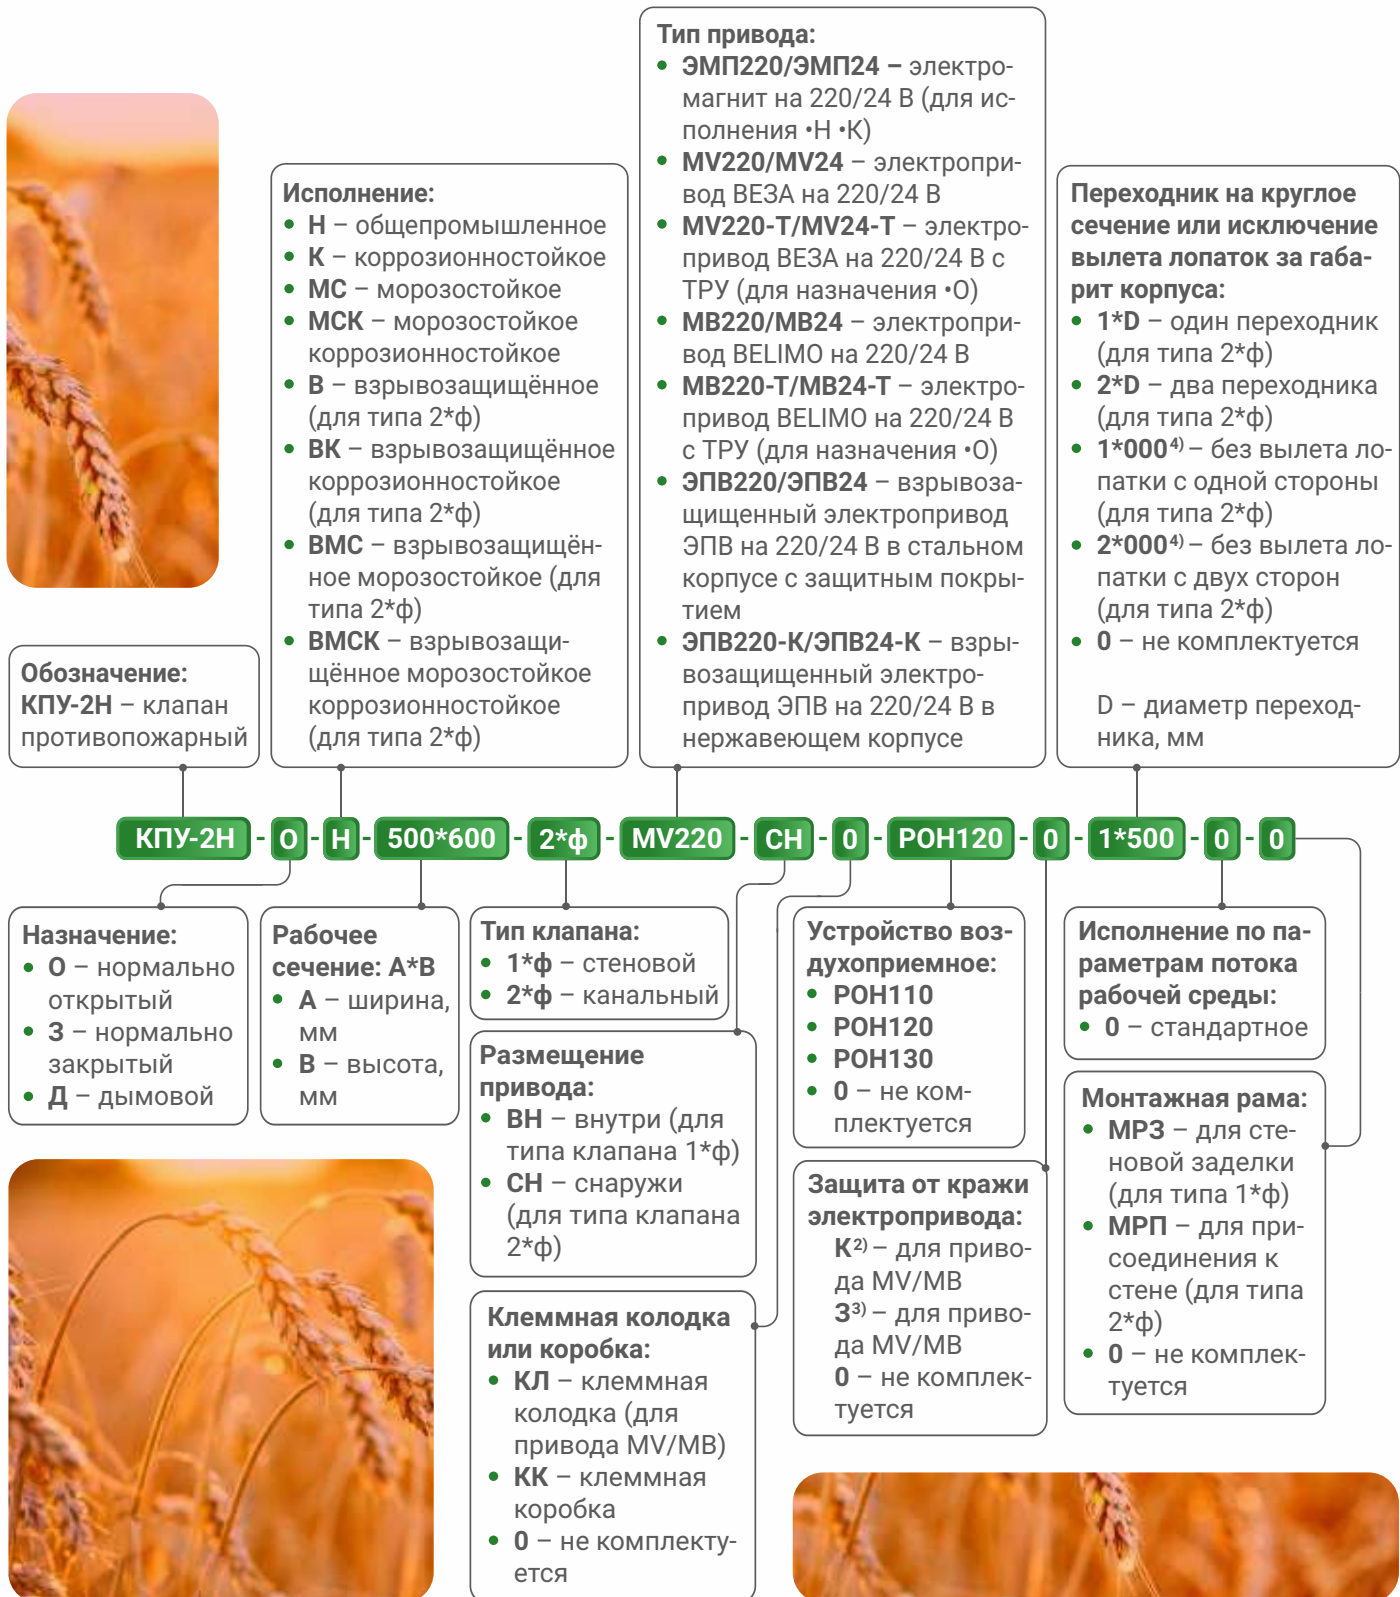 Тип привода:
• ЭМП220/ЭМП24 – электро-
магнит на 220/24 В (для ис-
полнения •Н •К)
• MV220/MV24 – электропри-
вод ВЕЗА на 220/24 В
• MV220-Т/MV24-Т – электро-
привод ВЕЗА на 220/24 В с
ТРУ (для назначения •О)
• МВ220/МВ24 – электропри-
вод BELIMO на 220/24 В
• МВ220-Т/МВ24-Т – электро-
привод BELIMO на 220/24 В
с ТРУ (для назначения •О)
• ЭПВ220/ЭПВ24 – взрывоза-
щищенный электропривод
ЭПВ на 220/24 В в стальном
корпусе с защитным покры-
тием
• ЭПВ220-К/ЭПВ24-К – взры-
возащищенный электро-
привод ЭПВ на 220/24 В в
нержавеющем корпусе
Исполнение:
• Н – общепромышленное
• К – коррозионностойкое
• МС – морозостойкое
• МСК – морозостойкое
коррозионностойкое
• В – взрывозащищённое
(для типа 2*ф)
• ВК – взрывозащищённое
коррозионностойкое
(для типа 2*ф)
• ВМС – взрывозащищён-
ное морозостойкое (для
типа 2*ф)
• ВМСК – взрывозащи-
щённое морозостойкое
коррозионностойкое
(для типа 2*ф)
Переходник на круглое
сечение или исключение
вылета лопаток за габа-
рит корпуса:
• 1*D – один переходник
(для типа 2*ф)
• 2*D – два переходника
(для типа 2*ф)
• 1*000⁴⁾ – без вылета ло-
патки с одной стороны
(для типа 2*ф)
• 2*000⁴⁾ – без вылета ло-
патки с двух сторон
(для типа 2*ф)
• 0 – не комплектуется
D – диаметр переход-
ника, мм
Обозначение:
КПУ-2Н – клапан
противопожарный
КПУ-2Н - О - Н - 500*600 - 2*ф - MV220 - СН - 0 - РОН120 - 0 - 1*500 - 0 - 0
Назначение:
• О – нормально
открытый
• З – нормально
закрытый
• Д – дымовой
Рабочее
сечение: А*В
• А – ширина,
мм
• В – высота,
мм
Тип клапана:
• 1*ф – стеновой
• 2*ф – канальный
Размещение
привода:
• ВН – внутри (для
типа клапана 1*ф)
• СН – снаружи
(для типа клапана
2*ф)
Клеммная колодка
или коробка:
• КЛ – клеммная
колодка (для
привода MV/MB)
• КК – клеммная
коробка
• 0 – не комплекту-
ется
Устройство воз-
духоприемное:
• РОН110
• РОН120
• РОН130
• 0 – не ком-
плектуется
Защита от кражи
электропривода:
К²⁾ – для приво-
да MV/MB
З³⁾ – для приво-
да MV/MB
0 – не комплек-
туется
Исполнение по па-
раметрам потока
рабочей среды:
• 0 – стандартное
Монтажная рама:
• МРЗ – для сте-
новой заделки
(для типа 1*ф)
• МРП – для при-
соединения к
стене (для типа
2*ф)
• 0 – не комплек-
туется